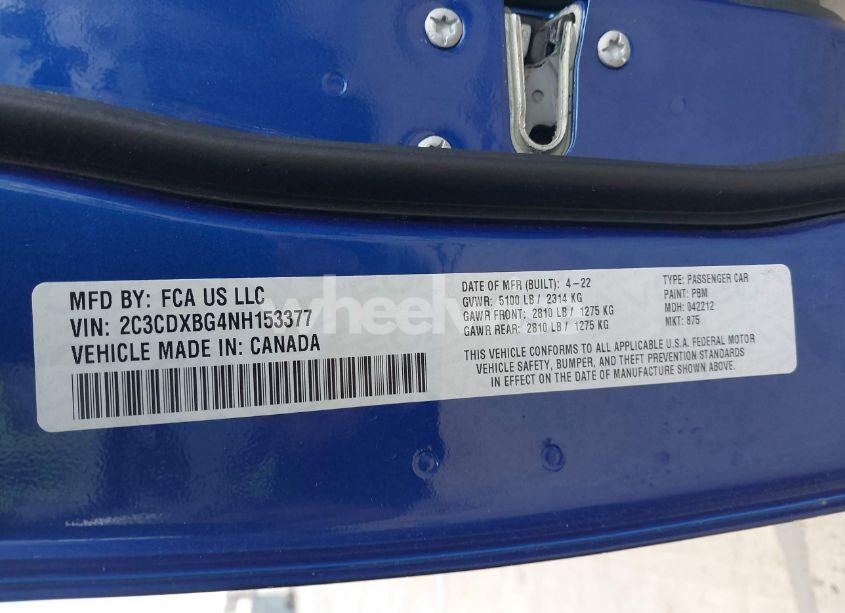 MFD BY: FCA US LLC
VIN: 2C3CDXBG4NH153377
VEHICLE MADE IN: CANADA
DATE OF MFR (BUILT): 4-22
GVWR: 5100 LB / 2314 KG
GAWR FRONT: 2810 LB / 1275 KG
GAWR REAR: 2810 LB / 1275 KG
TYPE: PASSENGER CAR
PAINT: PBM
MDH: 042212
MKT: 875
THIS VEHICLE CONFORMS TO ALL APPLICABLE U.S.A. FEDERAL MOTOR
VEHICLE SAFETY, BUMPER, AND THEFT PREVENTION STANDARDS
IN EFFECT ON THE DATE OF MANUFACTURE SHOWN ABOVE.